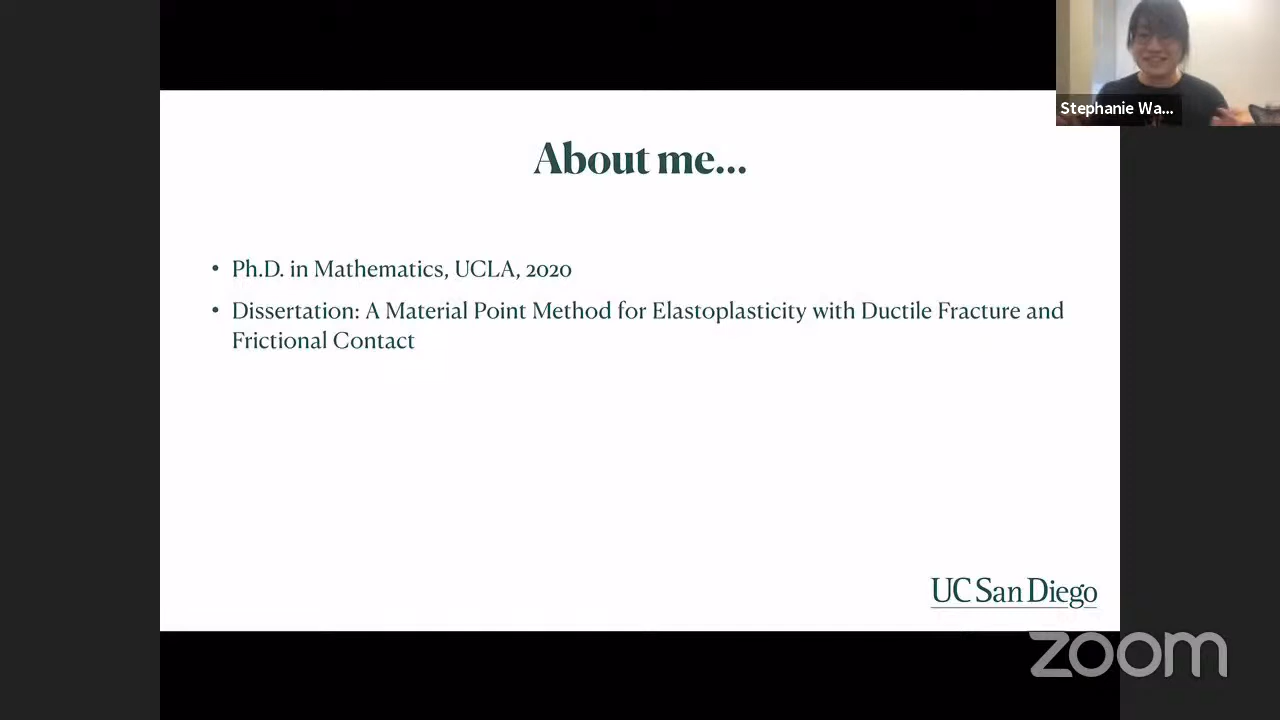 Stephanie Wa...
About me...
• Ph.D. in Mathematics, UCLA, 2020
• Dissertation: A Material Point Method for Elastoplasticity with Ductile Fracture and
Frictional Contact
UC San Diego
zoom